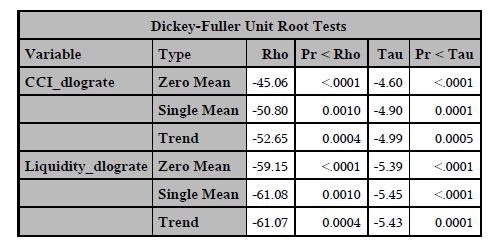 Dickey-Fuller Unit Root Tests
Variable Type Rho Pr < Rho Tau Pr < Tau
CCI_dlograte Zero Mean -45.06 <.0001 -4.60 <.0001
Single Mean -50.80 0.0010 -4.90 0.0001
Trend -52.65 0.0004 -4.99 0.0005
Liquidity_dlograte Zero Mean -59.15 <.0001 -5.39 <.0001
Single Mean -61.08 0.0010 -5.45 <.0001
Trend -61.07 0.0004 -5.43 0.0001